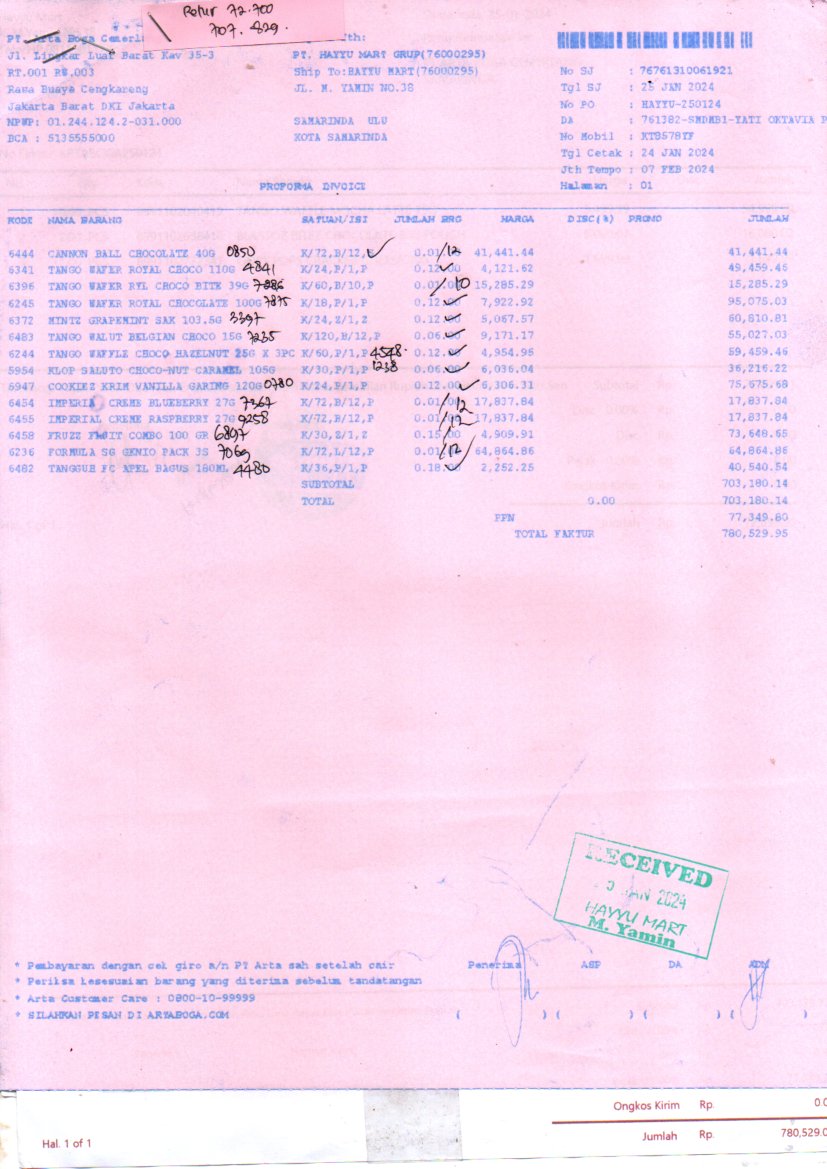 Retur 72.700
707.829.
PT. Arta Boga Cemerl
Jl. Lingkar Luar Barat Kav 35-3
RT.001 RW.003
Rawa Buaya Cengkareng
Jakarta Barat DKI Jakarta
NPWP: 01.244.124.2-031.000
BCA : 5135555000
th:
PT. HAYYU MART GRUP(76000295)
Ship To:HAYYU MART(76000295)
JL. M. YAMIN NO.38
SAMARINDA ULU
KOTA SAMARINDA
No SJ : 76761310061921
Tgl SJ : 25 JAN 2024
No PO : HAYYU-250124
DA : 761382-SMDMB1-YATI OKTAVIA
No Mobil : KT8578YF
Tgl Cetak : 24 JAN 2024
Jth Tempo : 07 FEB 2024
Halaman : 01
PROFORMA INVOICE
KODE NAMA BARANG SATUAN/ISI JUMLAH BRG HARGA DISC(%) PROMO JUMLAH
6444 CANNON BALL CHOCOLATE 40G 0850 K/72,B/12, 0.01.00 /12 41,441.44 41,441.44
6341 TANGO WAFER ROYAL CHOCO 110G 4841 K/24,P/1,P 0.12.00 4,121.62 49,459.46
6396 TANGO WAFER RYL CHOCO BITE 39G 7886 K/60,B/10,P 0.01.00 /10 15,285.29 15,285.29
6245 TANGO WAFER ROYAL CHOCOLATE 100G 7875 K/18,P/1,P 0.12.00 7,922.92 95,075.03
6372 MINTZ GRAPEMINT SAK 103.5G 3397 K/24,Z/1,Z 0.12.00 5,067.57 60,810.81
6483 TANGO WALUT BELGIAN CHOCO 15G 7235 K/120,B/12,P 0.06.00 9,171.17 55,027.03
6244 TANGO WAFFLE CHOCO HAZELNUT 25G X 3PC K/60,P/1,P 4548 0.12.00 4,954.95 59,459.46
5954 KLOP SALUTO CHOCO-NUT CARAMEL 105G K/30,P/1,P 1238 0.06.00 6,036.04 36,216.22
5947 COOKIEZ KRIM VANILLA GARING 120G 0780 K/24,P/1,P 0.12.00 6,306.31 75,675.68
6454 IMPERIAL CREME BLUEBERRY 27G 7367 K/72,B/12,P 0.01.00 /12 17,837.84 17,837.84
6455 IMPERIAL CREME RASPBERRY 27G 9258 K/72,B/12,P 0.01.00 /12 17,837.84 17,837.84
6458 FRUZZ FRUIT COMBO 100 GR 6897 K/30,Z/1,Z 0.15.00 4,909.91 73,648.65
6236 FORMULA SG GENIO PACK 3S 7069 K/72,L/12,P 0.01.00 /12 64,864.86 64,864.86
6482 TANGGUH FC APEL BAGUS 180ML 4480 K/36,P/1,P 0.18.00 2,252.25 40,540.54
SUBTOTAL 703,180.14
TOTAL 0.00 703,180.14
PPN 77,349.80
TOTAL FAKTUR 780,529.95
RECEIVED
JAN 2024
HAYYU MART
M. Yamin
* Pembayaran dengan cek giro a/n PT Arta sah setelah cair
* Periksa kesesuaian barang yang diterima sebelum tandatangan
* Arta Customer Care : 0800-10-99999
* SILAHKAN PESAN DI ARTABOGA.COM
Penerima ASP DA ADM
( ) ( ) ( ) ( )
Ongkos Kirim Rp. 0.0
Hal. 1 of 1
Jumlah Rp. 780,529.0